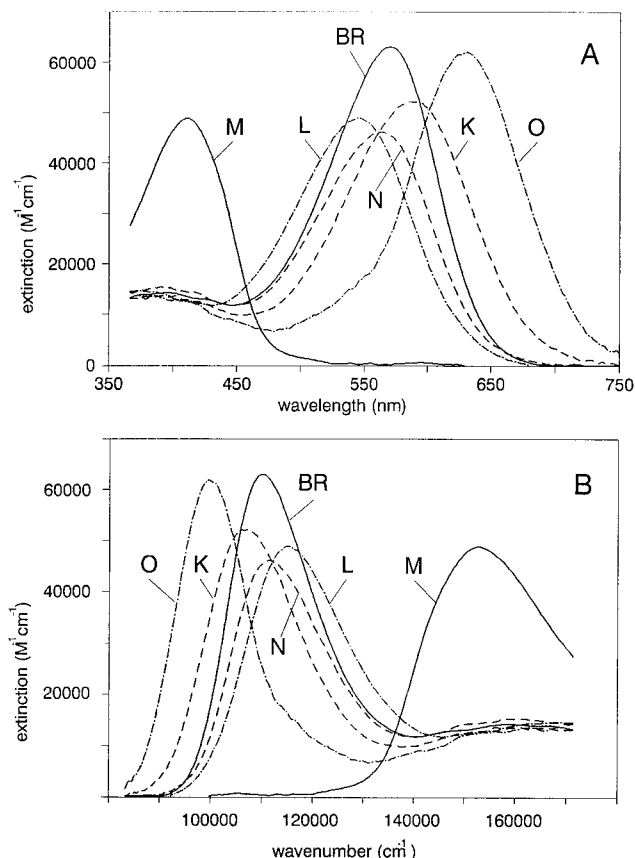 A
BR
60000
M
L
K
O
40000
N
extinction (M⁻¹cm⁻¹)
20000
0
350
450
550
650
750
wavelength (nm)
B
60000
BR
O
K
L
M
40000
N
extinction (M⁻¹cm⁻¹)
20000
100000
120000
140000
160000
wavenumber (cm⁻¹)